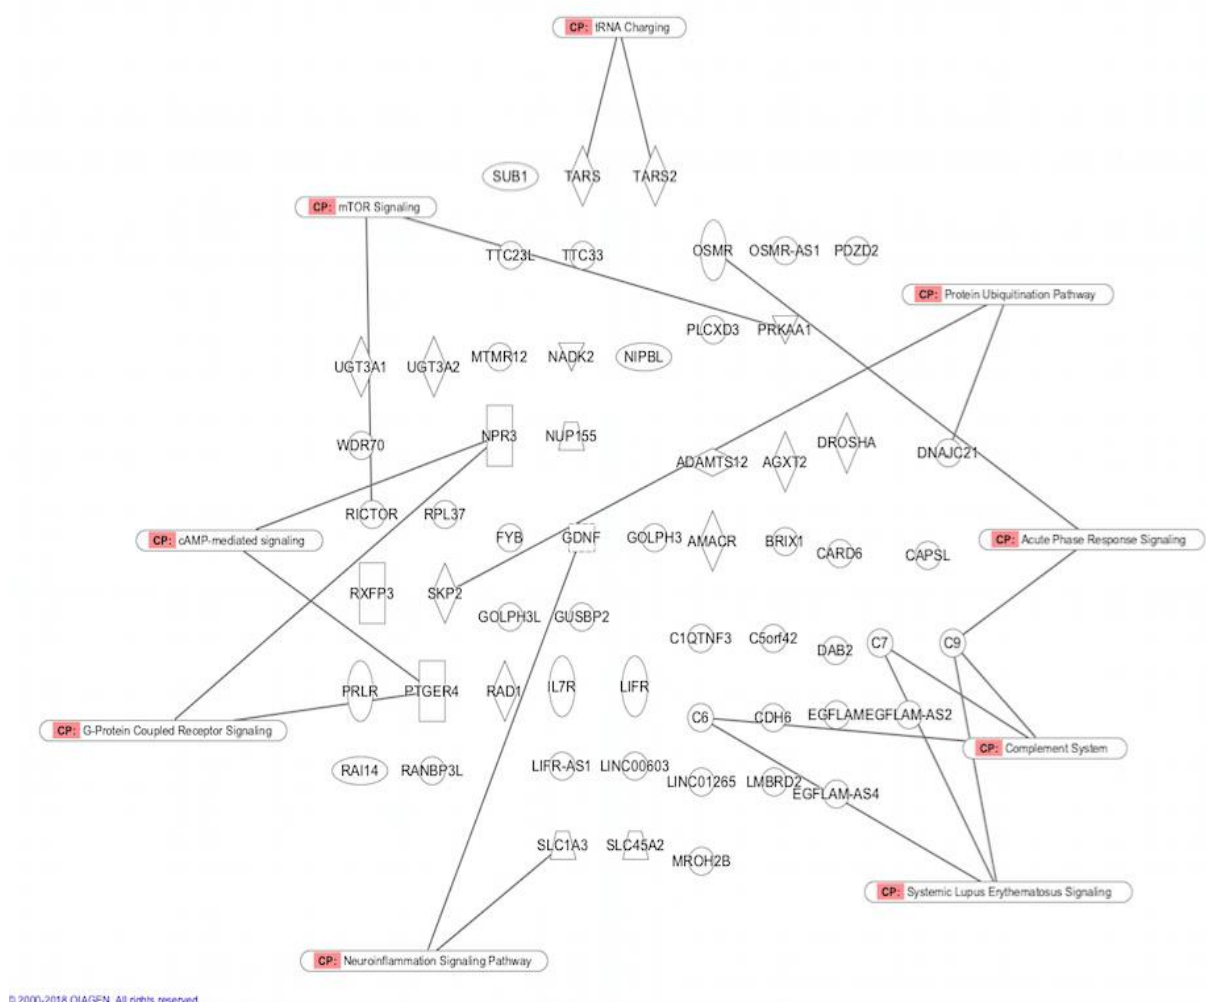 CP: tRNA Charging
SUB1
TARS
TARS2
CP: mTOR Signaling
TTC23L
TTC33
OSMR
OSMR-AS1
PDZD2
CP: Protein Ubiquitination Pathway
PLCXD3
PRKAA1
UGT3A1
UGT3A2
MTMR12
NADK2
NIPBL
WDR70
NPR3
NUP155
ADAMTS12
AGXT2
DROSHA
DNAJC21
RICTOR
RPL37
CP: cAMP-mediated signaling
FYB
GDNF
GOLPH3
AMACR
BRIX1
CARD6
CAPSL
CP: Acute Phase Response Signaling
RXFP3
SKP2
GOLPH3L
GUSBP2
C1QTNF3
C5orf42
DAB2
C7
C9
PRLR
PTGER4
RAD1
IL7R
LIFR
C6
CDH6
EGFLAM
EGFLAM-AS2
CP: G-Protein Coupled Receptor Signaling
CP: Complement System
RAI14
RANBP3L
LIFR-AS1
LINC00603
LINC01265
LMBRD2
EGFLAM-AS4
SLC1A3
SLC45A2
MROH2B
CP: Systemic Lupus Erythematosus Signaling
CP: Neuroinflammation Signaling Pathway
© 2000-2018 QIAGEN. All rights reserved.